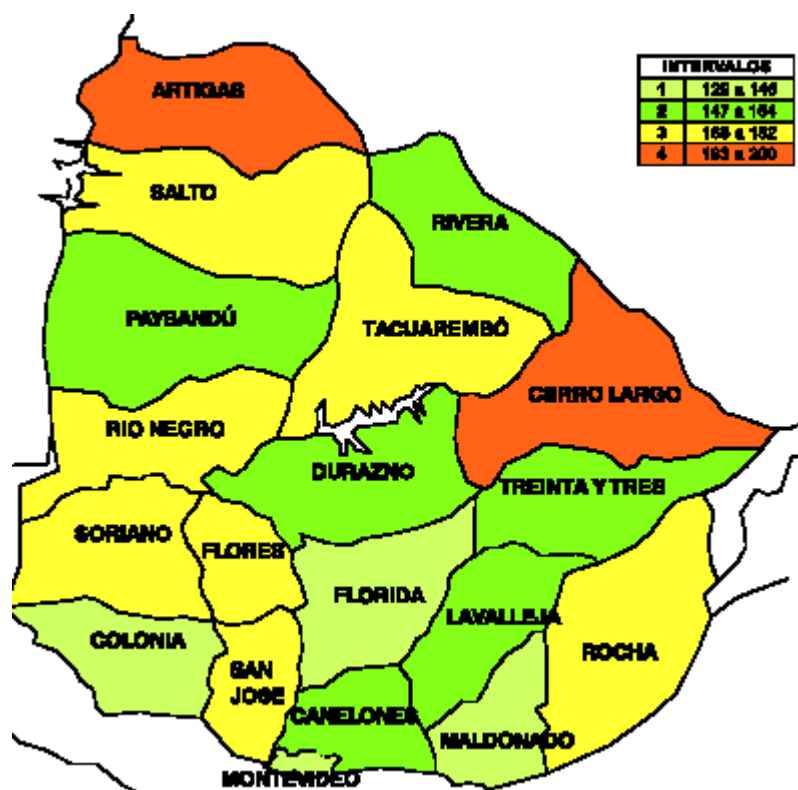 INTERVALOS
1 129 a 146
2 147 a 164
3 165 a 182
4 183 a 200
ARTIGAS
SALTO
RIVERA
PAYSANDÚ
TACUAREMBÓ
CERRO LARGO
RIO NEGRO
DURAZNO
TREINTA Y TRES
SORIANO
FLORES
FLORIDA
LAVALLEJA
COLONIA
SAN
JOSE
ROCHA
CANELONES
MALDONADO
MONTEVIDEO